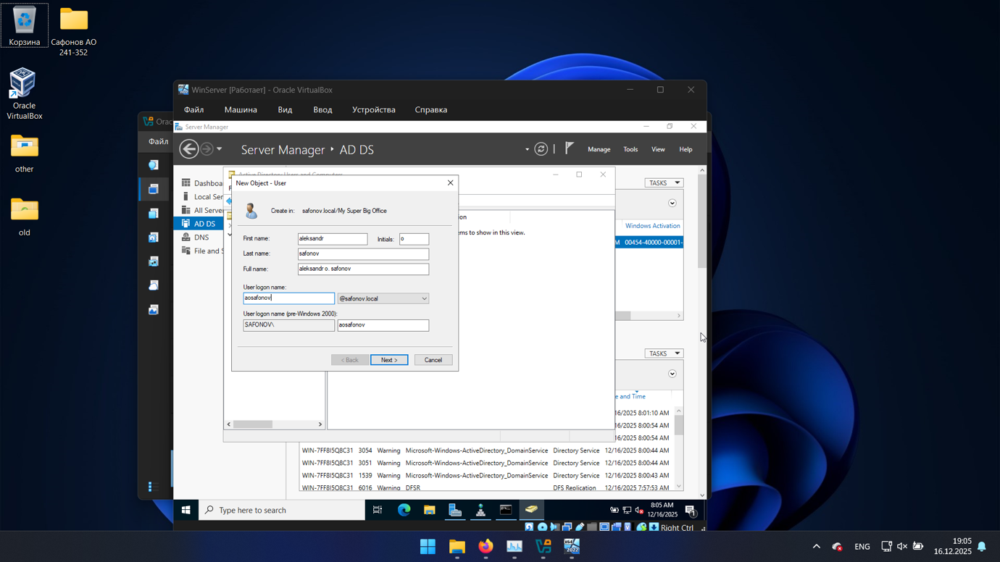 Корзина
Сафонов АО
241-352
Oracle
VirtualBox
other
old
Orac
Файл
WinServer [Работает] - Oracle VirtualBox
Файл Машина Вид Ввод Устройства Справка
Server Manager
Server Manager ‣ AD DS
Manage Tools View Help
Dashboa
Local Ser
All Server
AD DS
DNS
File and S
Active Directory Users and Computers
F
New Object - User
Create in: safonov.local/My Super Big Office
First name: aleksandr Initials: o
Last name: safonov
Full name: aleksandr o. safonov
User logon name:
aosafonov @safonov.local
User logon name (pre-Windows 2000):
SAFONOV\ aosafonov
< Back Next > Cancel
ion
ems to show in this view.
TASKS
Windows Activation
M 00454-40000-00001-
TASKS
e and Time
16/2025 8:01:10 AM
16/2025 8:00:54 AM
16/2025 8:00:54 AM
WIN-7FF8I5Q8C31 3054 Warning Microsoft-Windows-ActiveDirectory_DomainService Directory Service 12/16/2025 8:00:44 AM
WIN-7FF8I5Q8C31 3051 Warning Microsoft-Windows-ActiveDirectory_DomainService Directory Service 12/16/2025 8:00:44 AM
WIN-7FF8I5Q8C31 1539 Warning Microsoft-Windows-ActiveDirectory_DomainService Directory Service 12/16/2025 8:00:43 AM
WIN-7FF8I5Q8C31 6016 Warning DFSR DFS Replication 12/16/2025 7:57:53 AM
Type here to search
8:05 AM
12/16/2025
1
Right Ctrl
X64
2022
ENG
19:05
16.12.2025